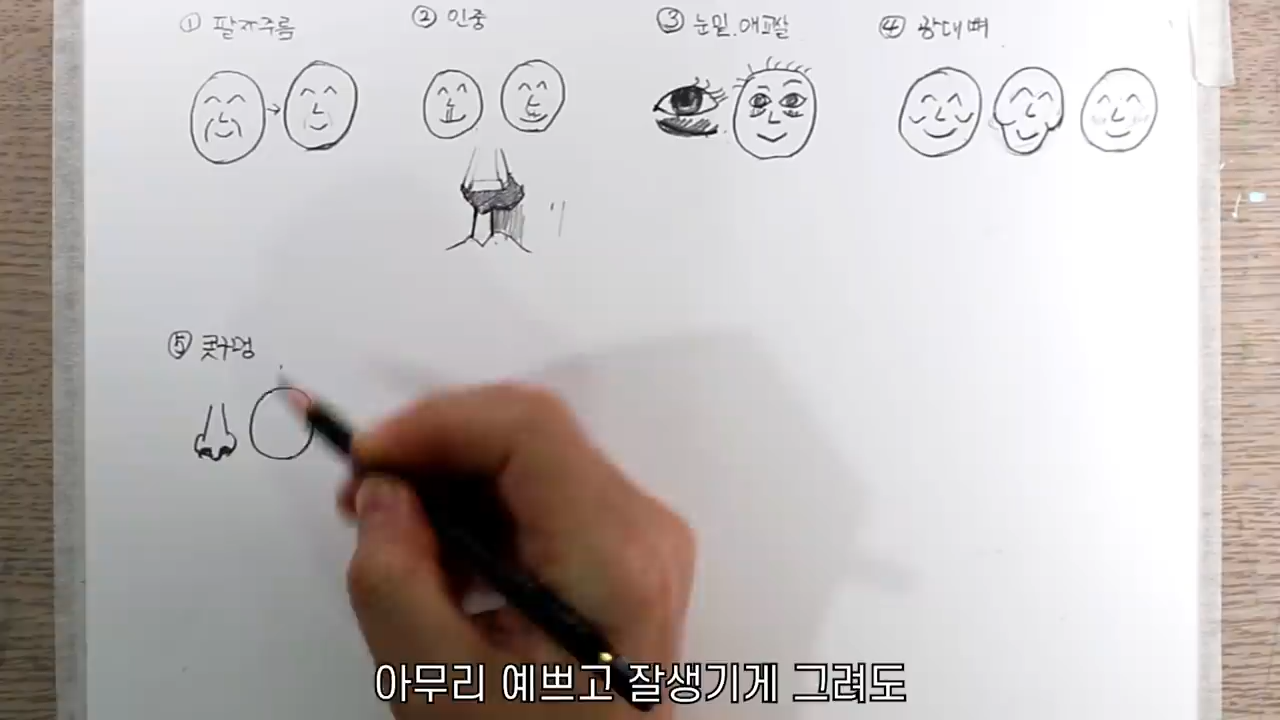 ① 팔자주름
② 인중
③ 눈밑.애교살
④ 광대뼈
⑤ 콧구멍
아무리 예쁘고 잘생기게 그려도